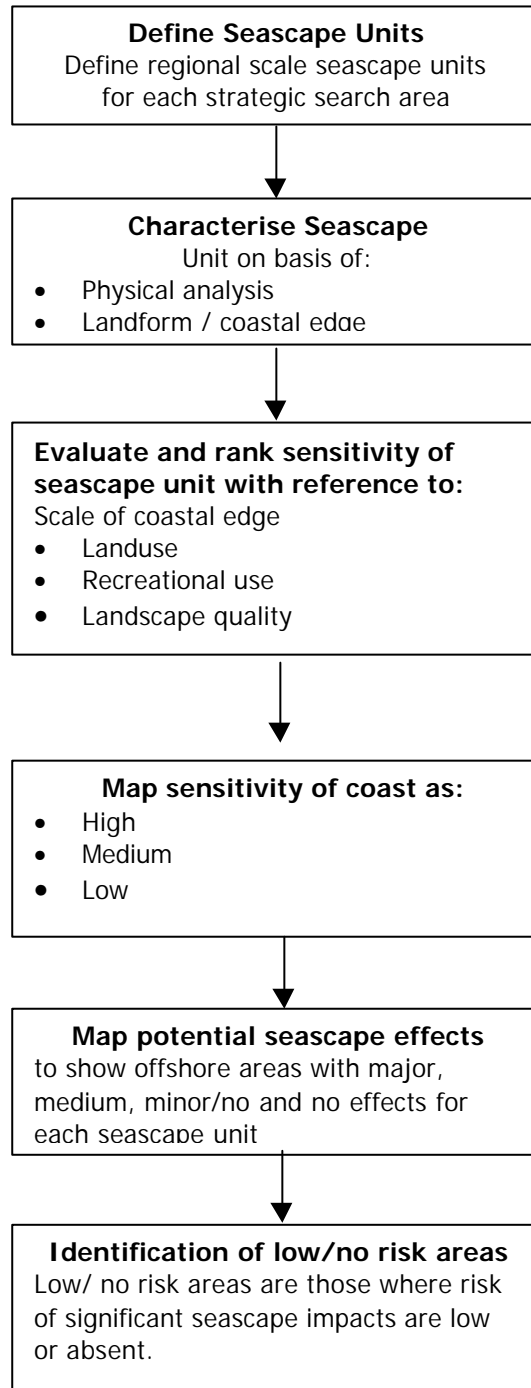 Define Seascape Units
Define regional scale seascape units
for each strategic search area
Characterise Seascape
Unit on basis of:
• Physical analysis
• Landform / coastal edge
Evaluate and rank sensitivity of
seascape unit with reference to:
Scale of coastal edge
• Landuse
• Recreational use
• Landscape quality
Map sensitivity of coast as:
• High
• Medium
• Low
Map potential seascape effects
to show offshore areas with major,
medium, minor/no and no effects for
each seascape unit
Identification of low/no risk areas
Low/ no risk areas are those where risk
of significant seascape impacts are low
or absent.